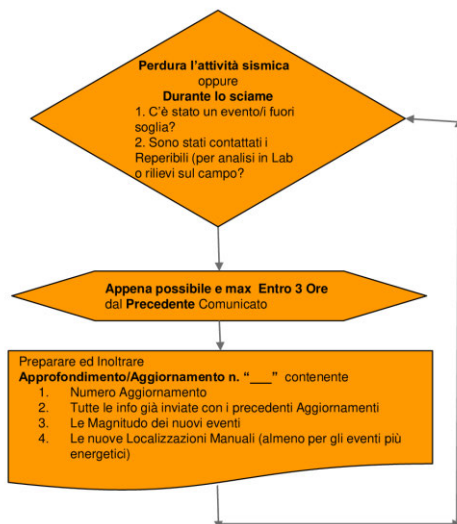 Perdura l'attività sismica
oppure
Durante lo sciame
1. C'è stato un evento/i fuori
soglia?
2. Sono stati contattati i
Reperibili (per analisi in Lab
o rilievi sul campo?
Appena possibile e max Entro 3 Ore
dal Precedente Comunicato
Preparare ed Inoltrare
Approfondimento/Aggiornamento n. "___" contenente
1. Numero Aggiornamento
2. Tutte le info già inviate con i precedenti Aggiornamenti
3. Le Magnitudo dei nuovi eventi
4. Le nuove Localizzazioni Manuali (almeno per gli eventi più
energetici)